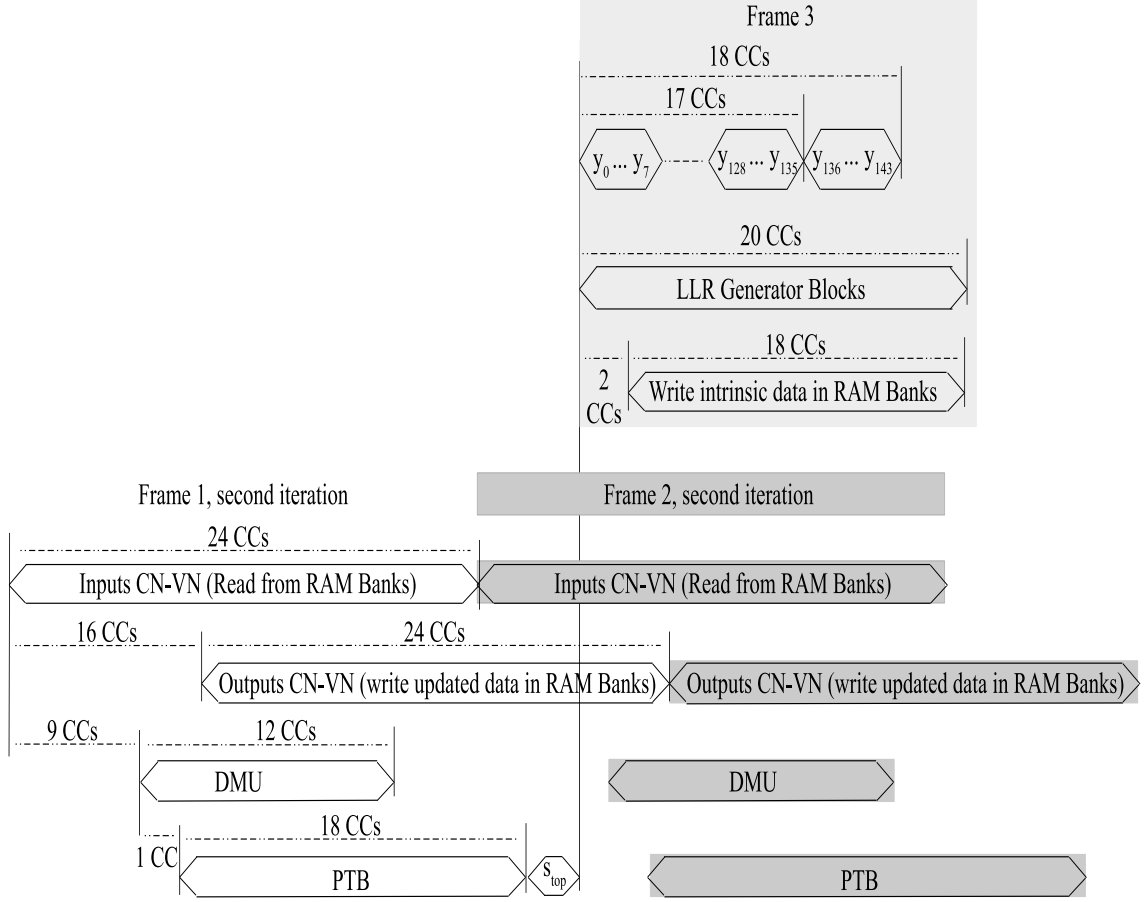 Frame 3
18 CCs
17 CCs
y0 ... y7
y128 ... y135
y136 ... y143
20 CCs
LLR Generator Blocks
18 CCs
2
CCs
Write intrinsic data in RAM Banks
Frame 1, second iteration
Frame 2, second iteration
24 CCs
Inputs CN-VN (Read from RAM Banks)
Inputs CN-VN (Read from RAM Banks)
16 CCs
24 CCs
Outputs CN-VN (write updated data in RAM Banks)
Outputs CN-VN (write updated data in RAM Banks)
9 CCs
12 CCs
DMU
DMU
18 CCs
1 CC
PTB
stop
PTB